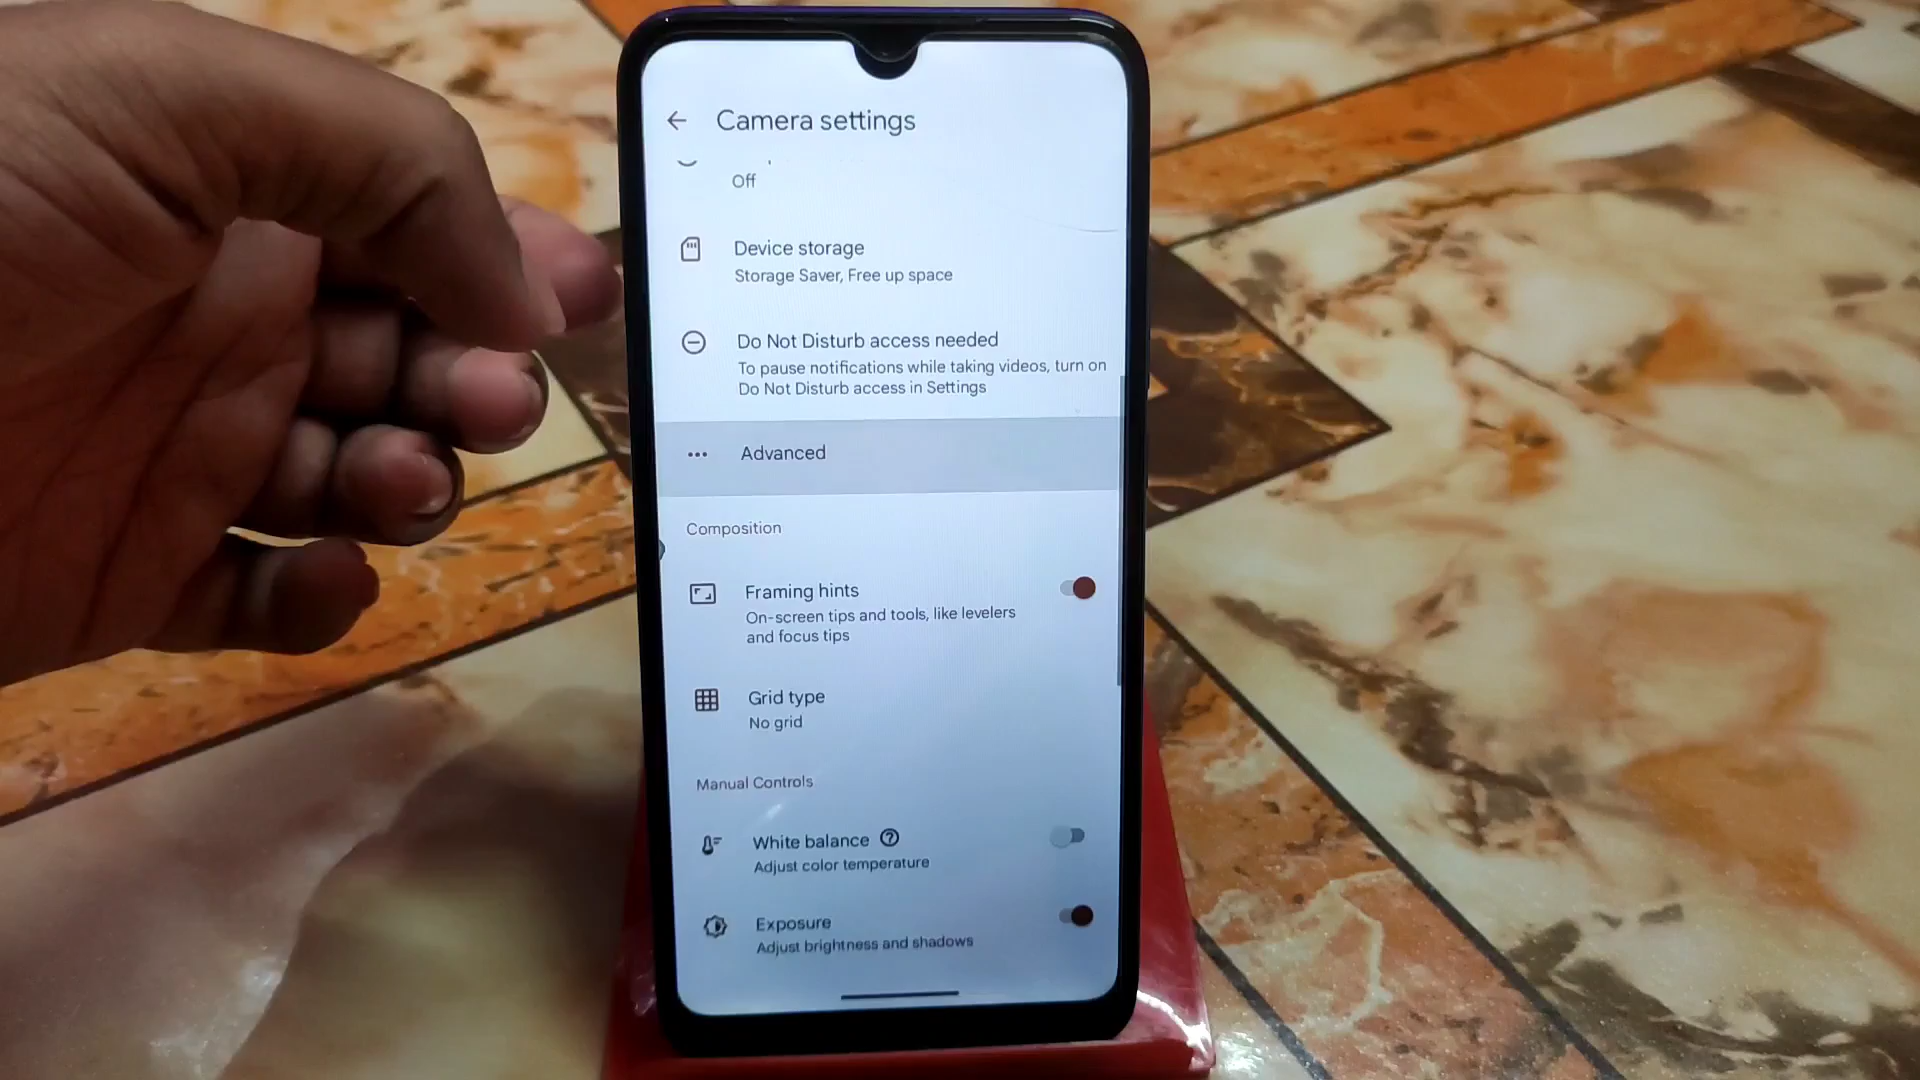 Camera settings
Off
Device storage
Storage Saver, Free up space
Do Not Disturb access needed
To pause notifications while taking videos, turn on
Do Not Disturb access in Settings
Advanced
Composition
Framing hints
On-screen tips and tools, like levelers
and focus tips
Grid type
No grid
Manual Controls
White balance
Adjust color temperature
Exposure
Adjust brightness and shadows